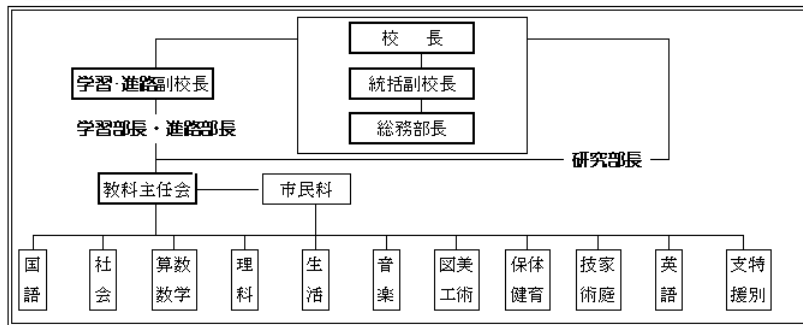 校　長
学習・進路副校長
統括副校長
学習部長・進路部長
総務部長
研究部長
教科主任会
市民科
国語
社会
算数
数学
理科
生活
音楽
図工
美術
保健
体育
技術
家庭
英語
特別
支援